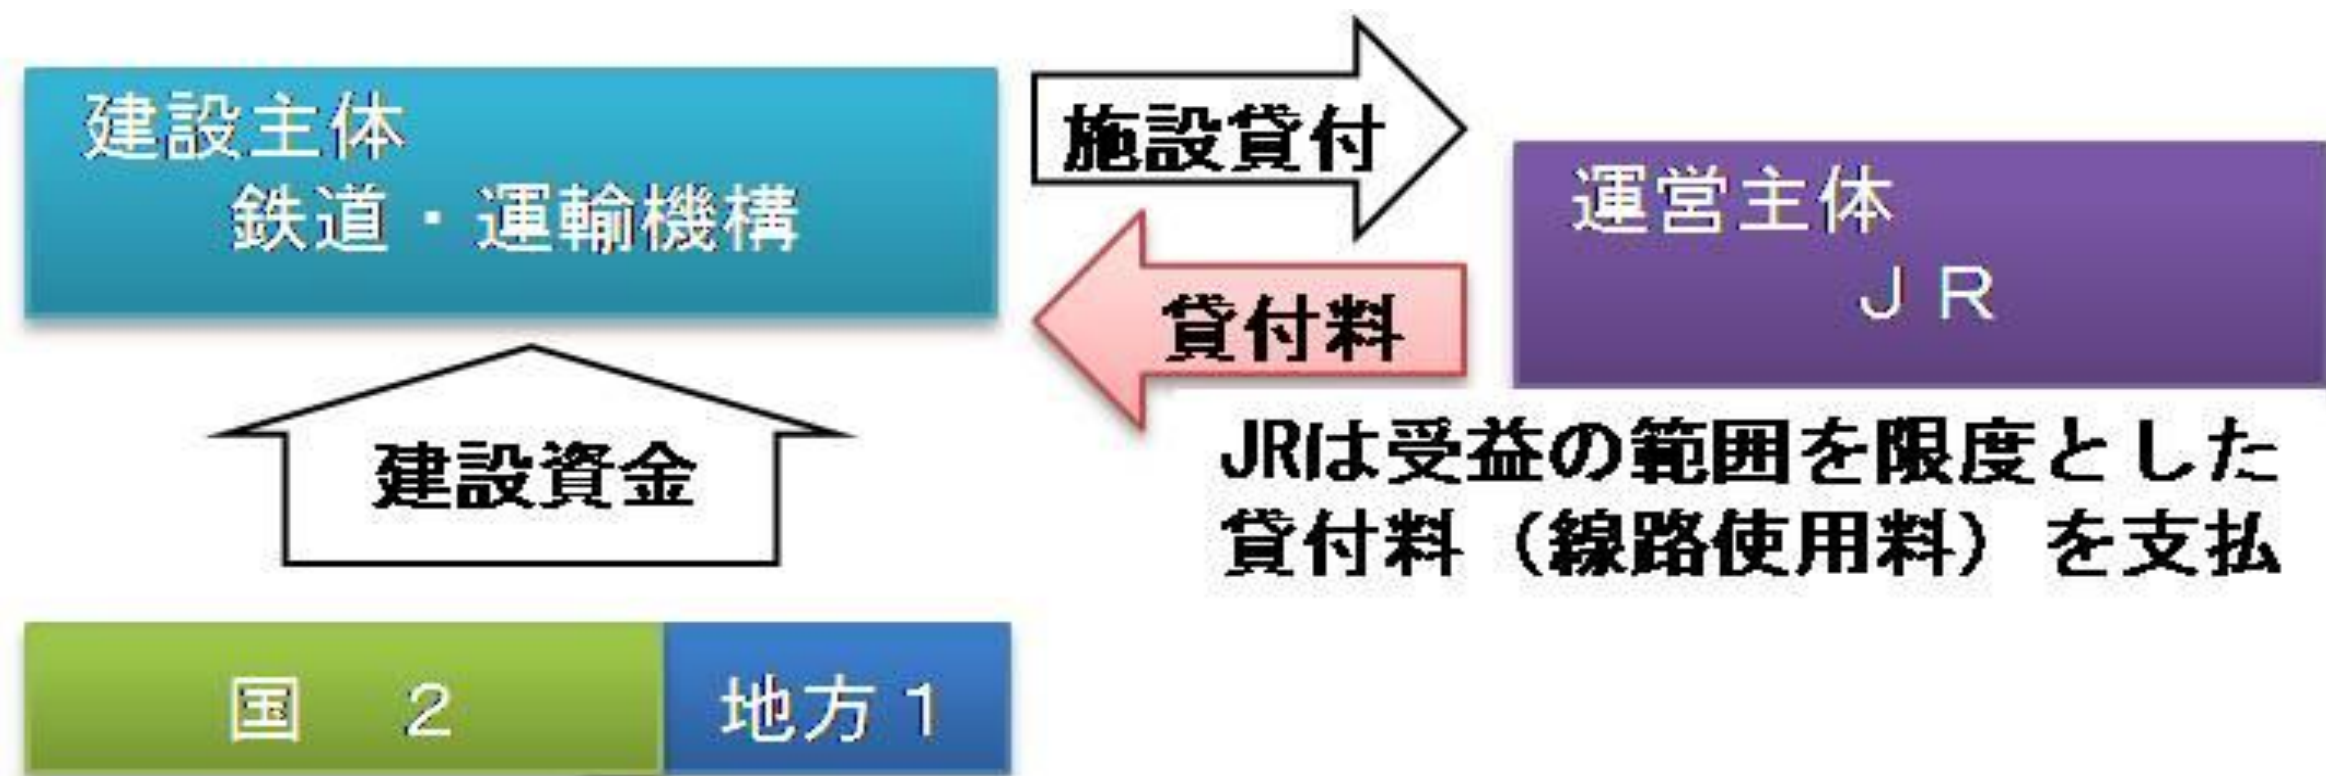 建設主体
鉄道・運輸機構
施設貸付
運営主体
ＪＲ
貸付料
建設資金
JRは受益の範囲を限度とした
貸付料（線路使用料）を支払
国　２
地方１